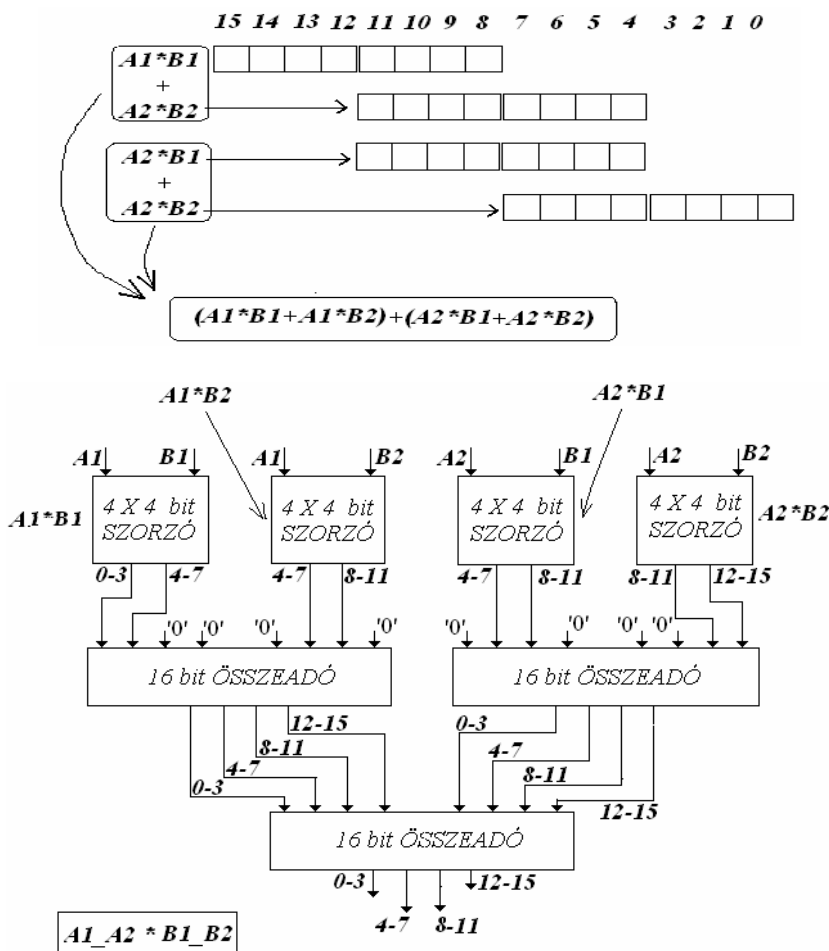 15 14 13 12 11 10 9 8 7 6 5 4 3 2 1 0
A1*B1
+
A2*B2
A2*B1
+
A2*B2
(A1*B1+A1*B2)+(A2*B1+A2*B2)
A1*B2 A2*B1
A1 B1 A1 B2 A2 B1 A2 B2
A1*B1 4 X 4 bit SZORZÓ 4 X 4 bit SZORZÓ 4 X 4 bit SZORZÓ 4 X 4 bit SZORZÓ A2*B2
0-3 4-7 4-7 8-11 4-7 8-11 8-11 12-15
'0' '0' '0' '0' '0' '0' '0' '0'
16 bit ÖSSZEADÓ 16 bit ÖSSZEADÓ
12-15 0-3
8-11 4-7
4-7 8-11
0-3 12-15
16 bit ÖSSZEADÓ
0-3 12-15
4-7 8-11
A1_A2 * B1_B2